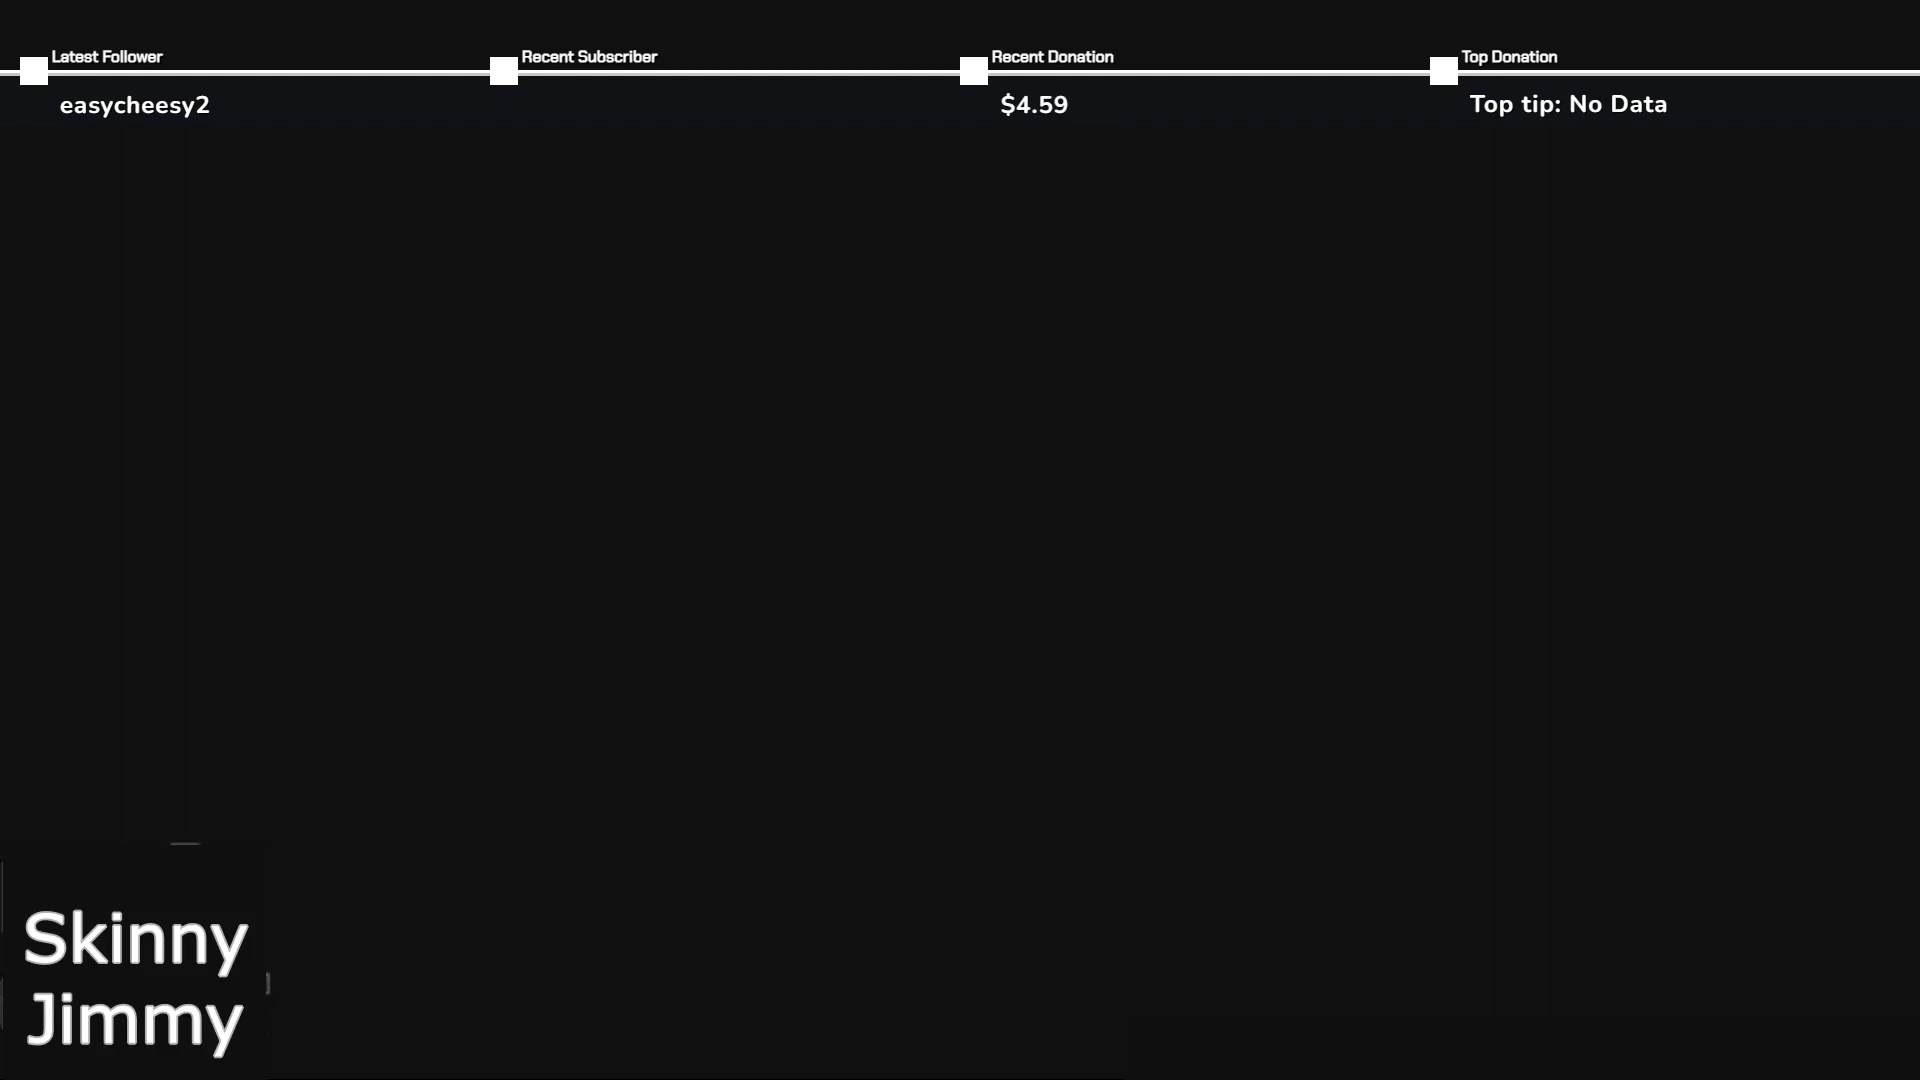 Latest Follower
Recent Subscriber
Recent Donation
Top Donation
easycheesy2
$4.59
Top tip: No Data
Skinny
Jimmy